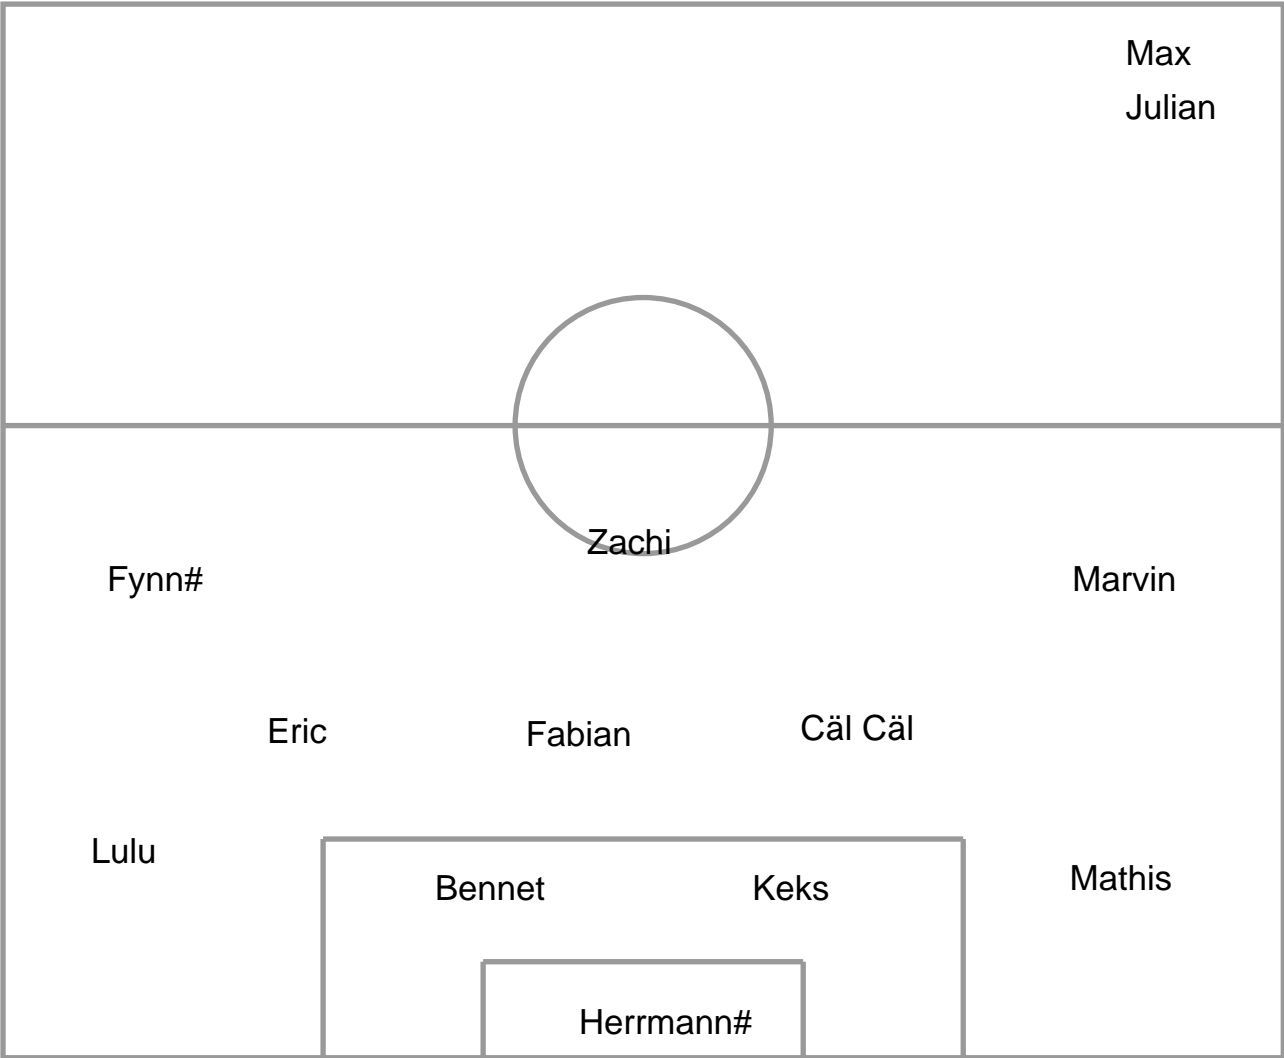 Max
Julian
Zachi
Fynn#
Marvin
Eric
Fabian
Cäl Cäl
Lulu
Bennet
Keks
Mathis
Herrmann#